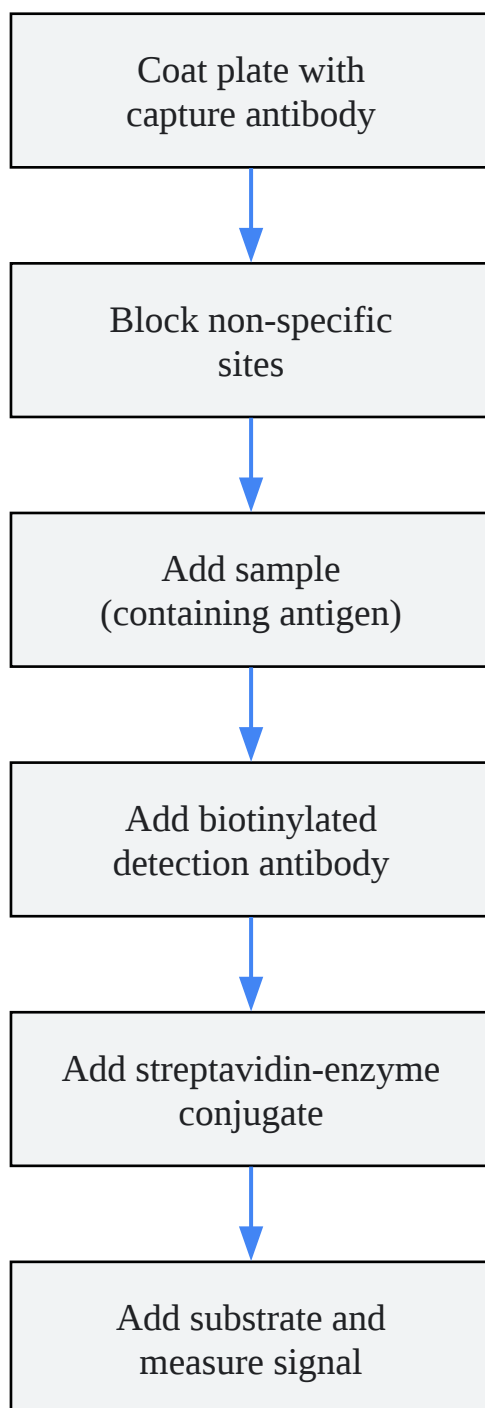 Coat plate with
capture antibody
Block non-specific
sites
Add sample
(containing antigen)
Add biotinylated
detection antibody
Add streptavidin-enzyme
conjugate
Add substrate and
measure signal